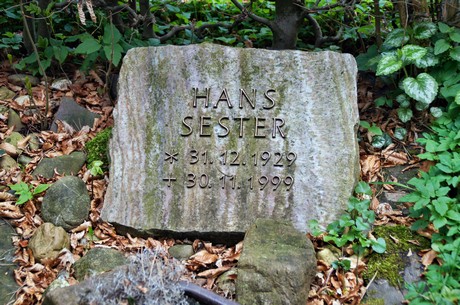 HANS
SESTER
* 31.12.1929
+ 30.11.1999